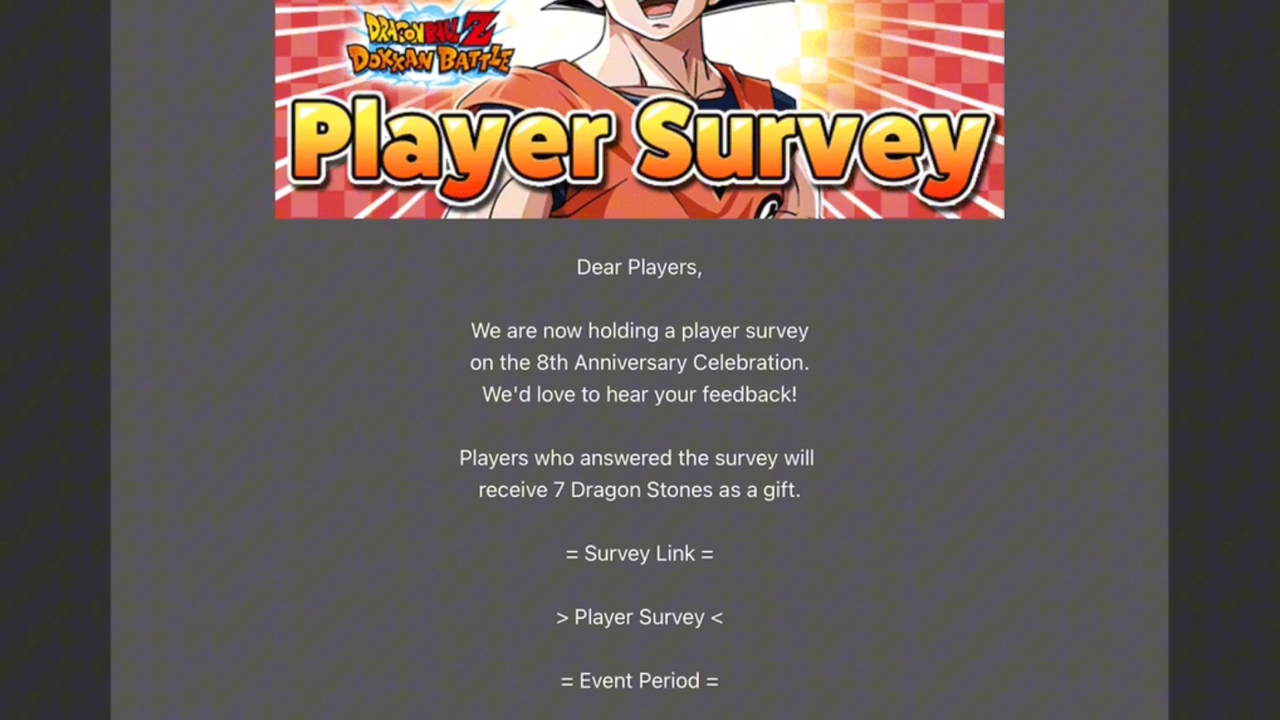 DRAGON BALL Z
DOKKAN BATTLE
Player Survey
Dear Players,
We are now holding a player survey
on the 8th Anniversary Celebration.
We'd love to hear your feedback!
Players who answered the survey will
receive 7 Dragon Stones as a gift.
= Survey Link =
> Player Survey <
= Event Period =